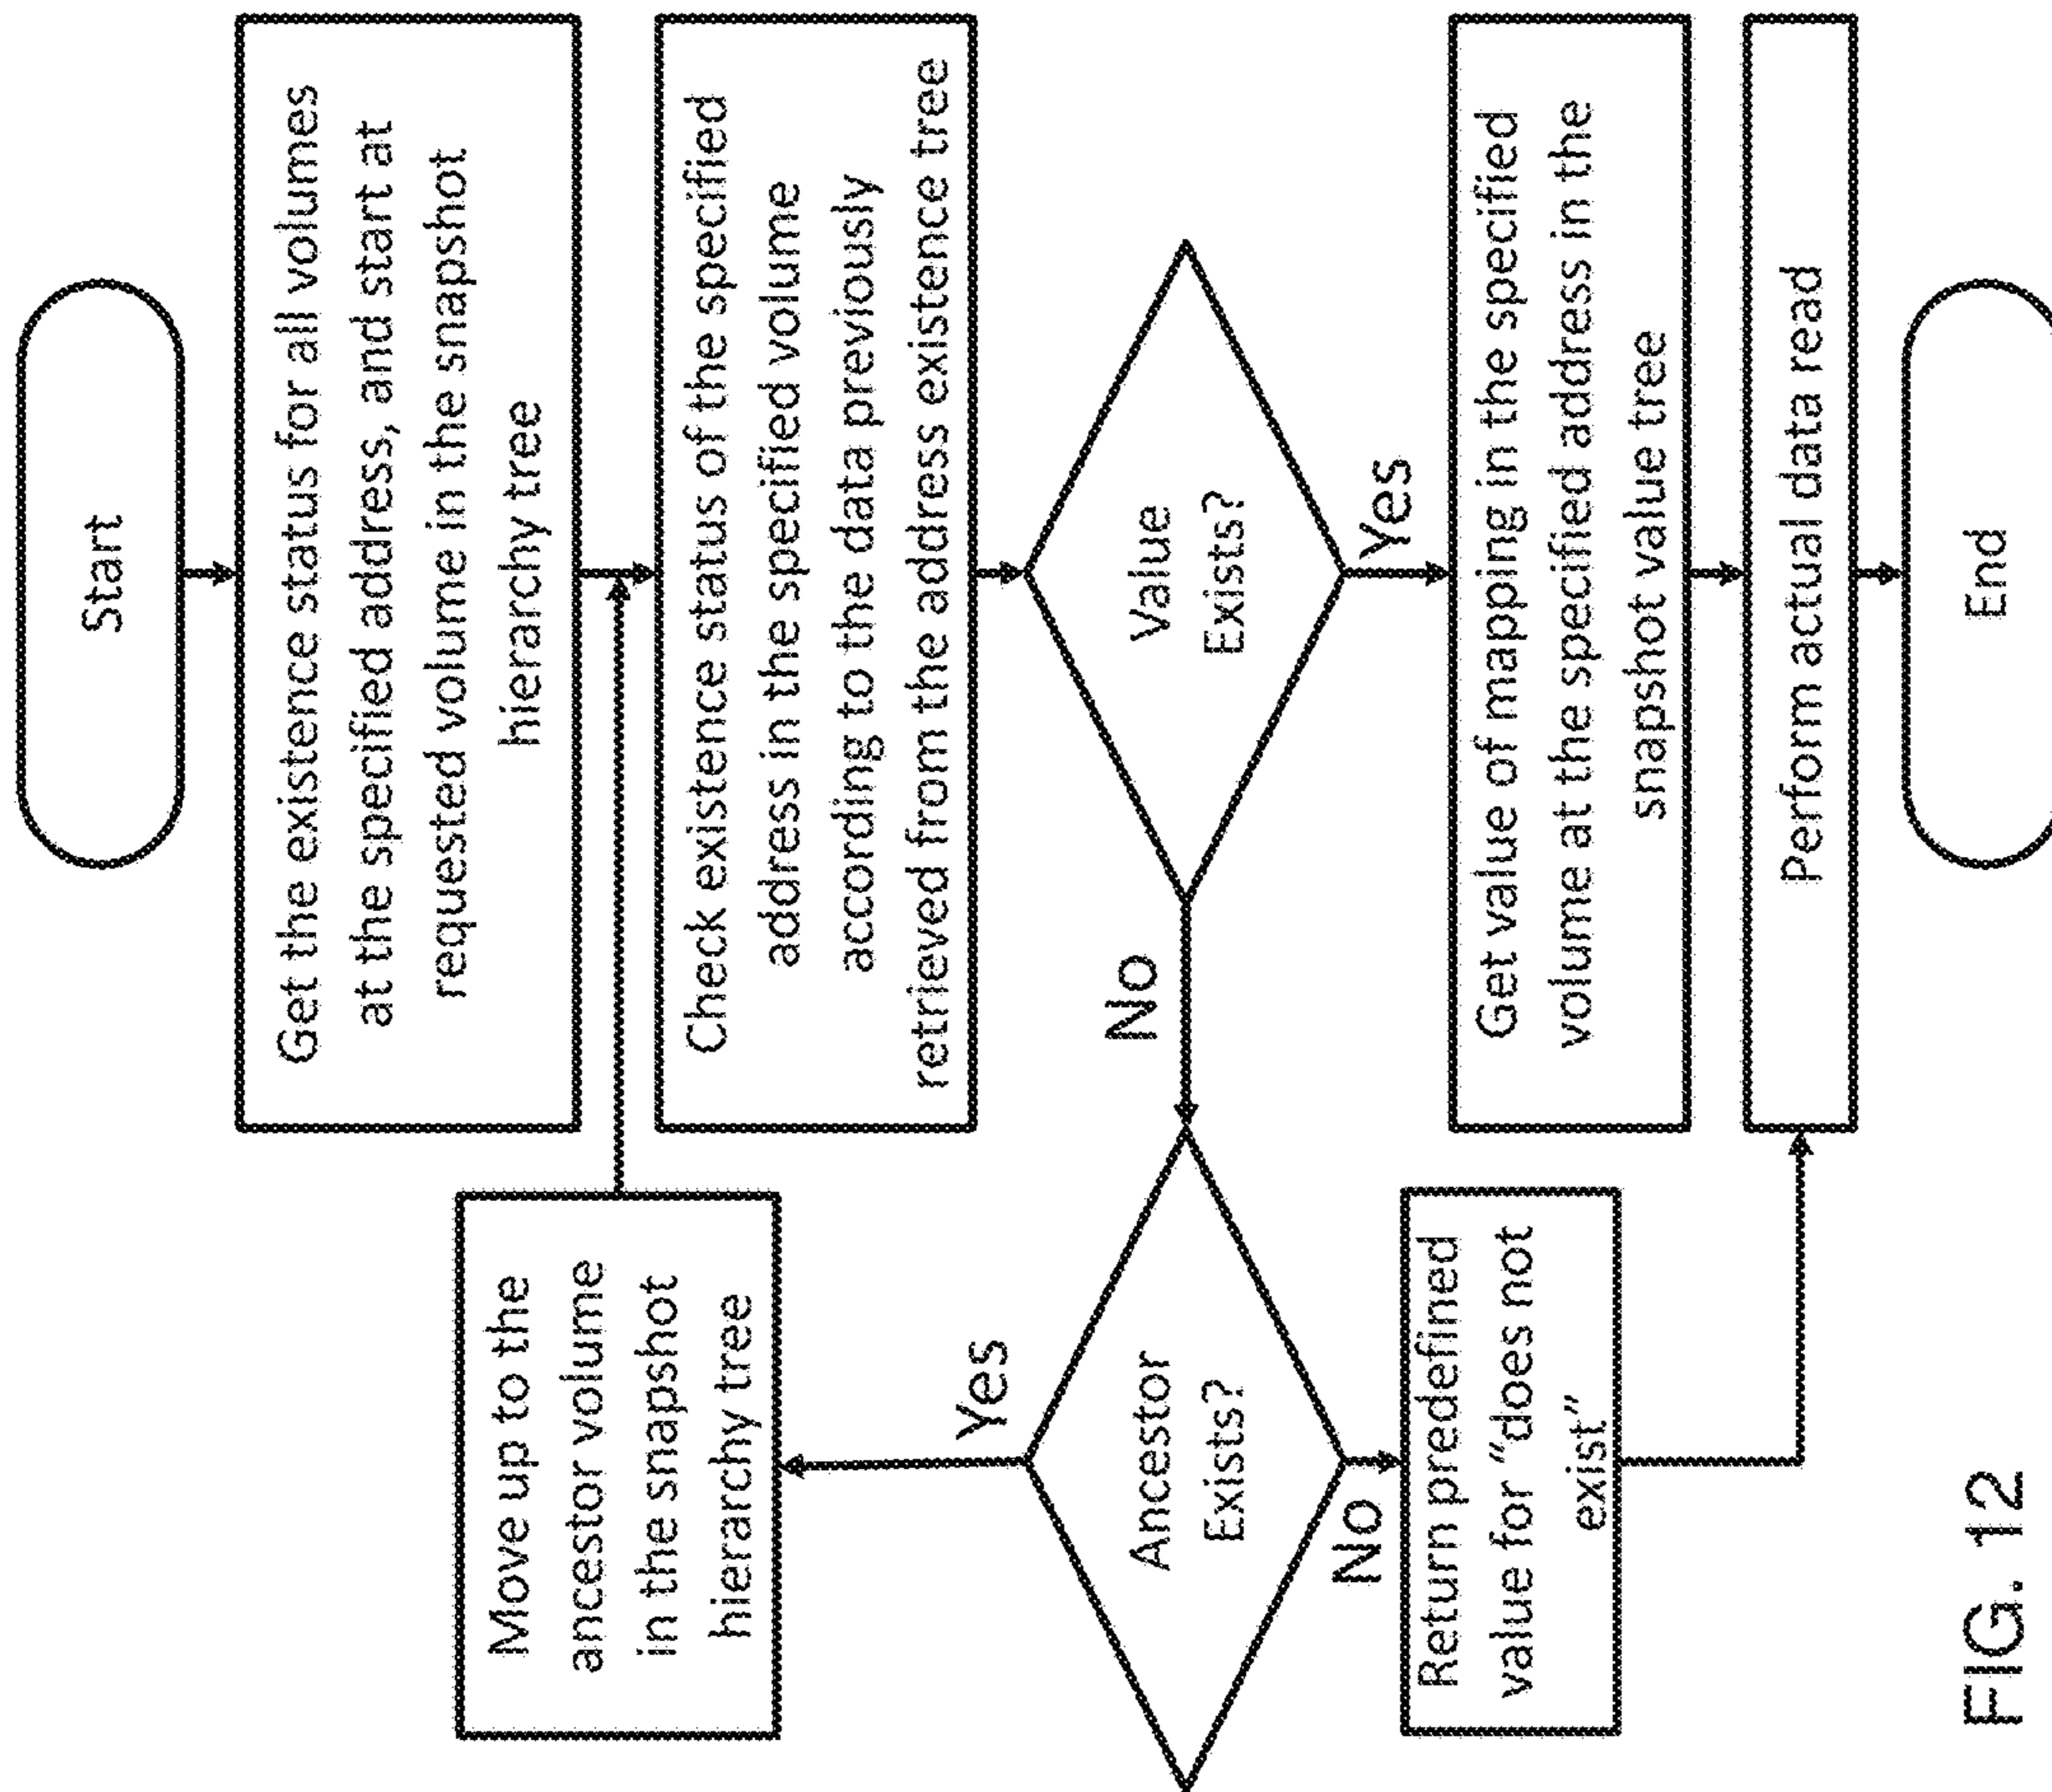 Start
Get the existence status for all volumes
at the specified address, and start at
requested volume in the snapshot
hierarchy tree
Move up to the
ancestor volume
in the snapshot
hierarchy tree
Check existence status of the specified
address in the specified volume
according to the data previously
retrieved from the address existence tree
Yes
No
Ancestor
Exists?
Value
Exists?
No
Yes
Return predefined
value for “does not
exist”
Get value of mapping in the specified
volume at the specified address in the
snapshot value tree
Perform actual data read
End
FIG. 12